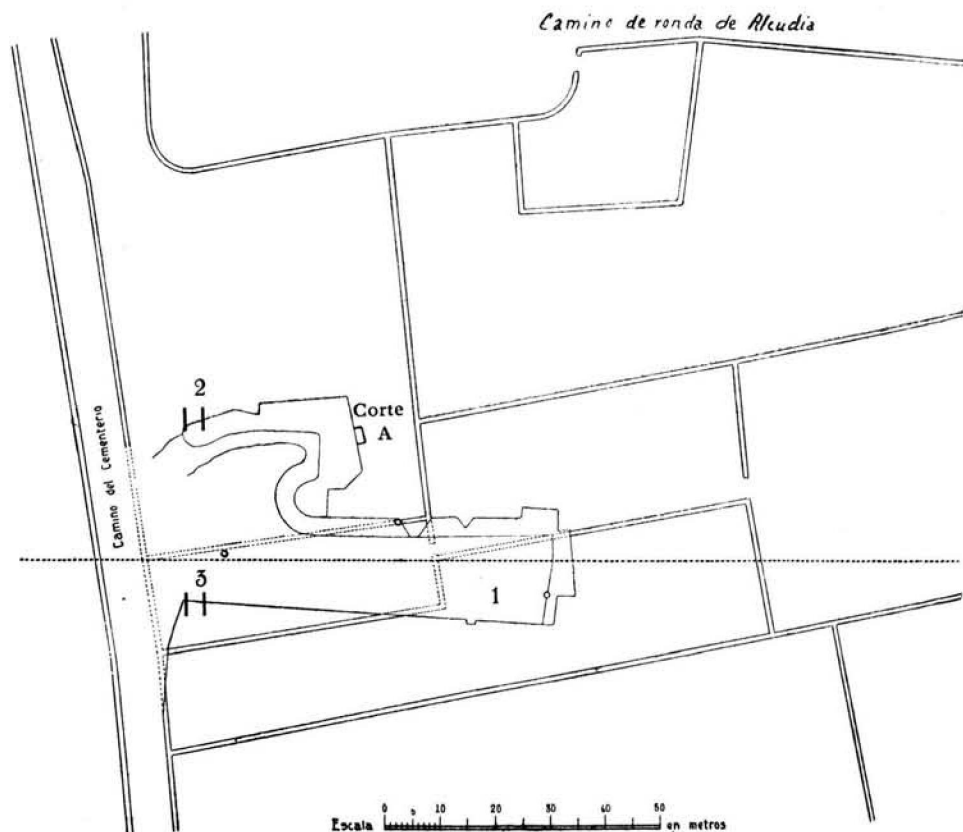 Camino de ronda de Alcudia
2
Corte
A
Camino del Cementerio
3
1
0 5 10 20 30 40 50
Escala en metros